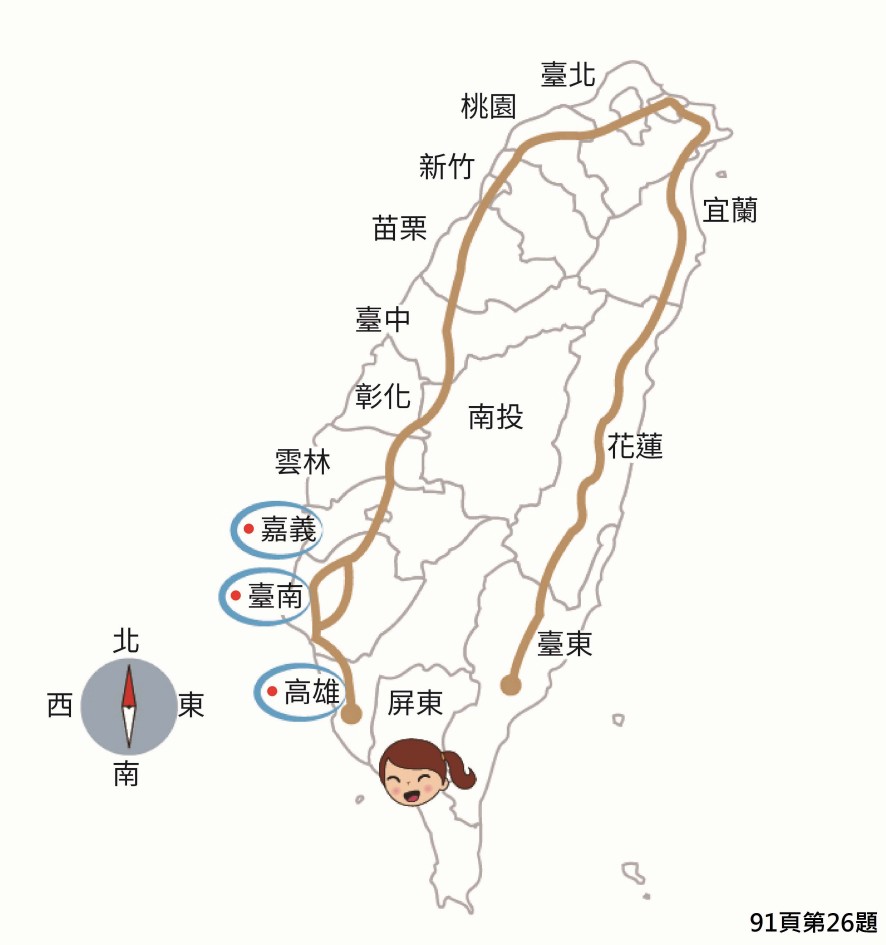 臺北
桃園
新竹
宜蘭
苗栗
臺中
彰化
南投
花蓮
雲林
嘉義
臺南
北
臺東
高雄
屏東
西
東
南
91頁第26題